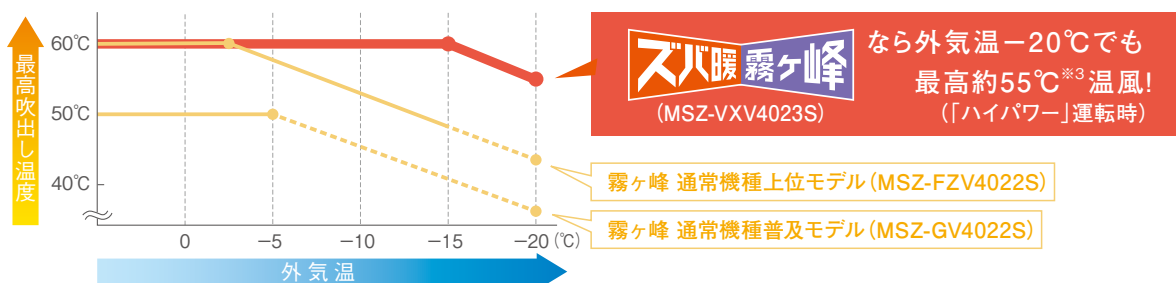 最高吹出し温度
60℃
50℃
40℃
0
−5
−10
−15
−20
(℃)
外気温
ズバ暖 霧ヶ峰
(MSZ-VXV4023S)
なら外気温−20℃でも
最高約55℃※3温風!
(「ハイパワー」運転時)
霧ヶ峰 通常機種上位モデル(MSZ-FZV4022S)
霧ヶ峰 通常機種普及モデル(MSZ-GV4022S)